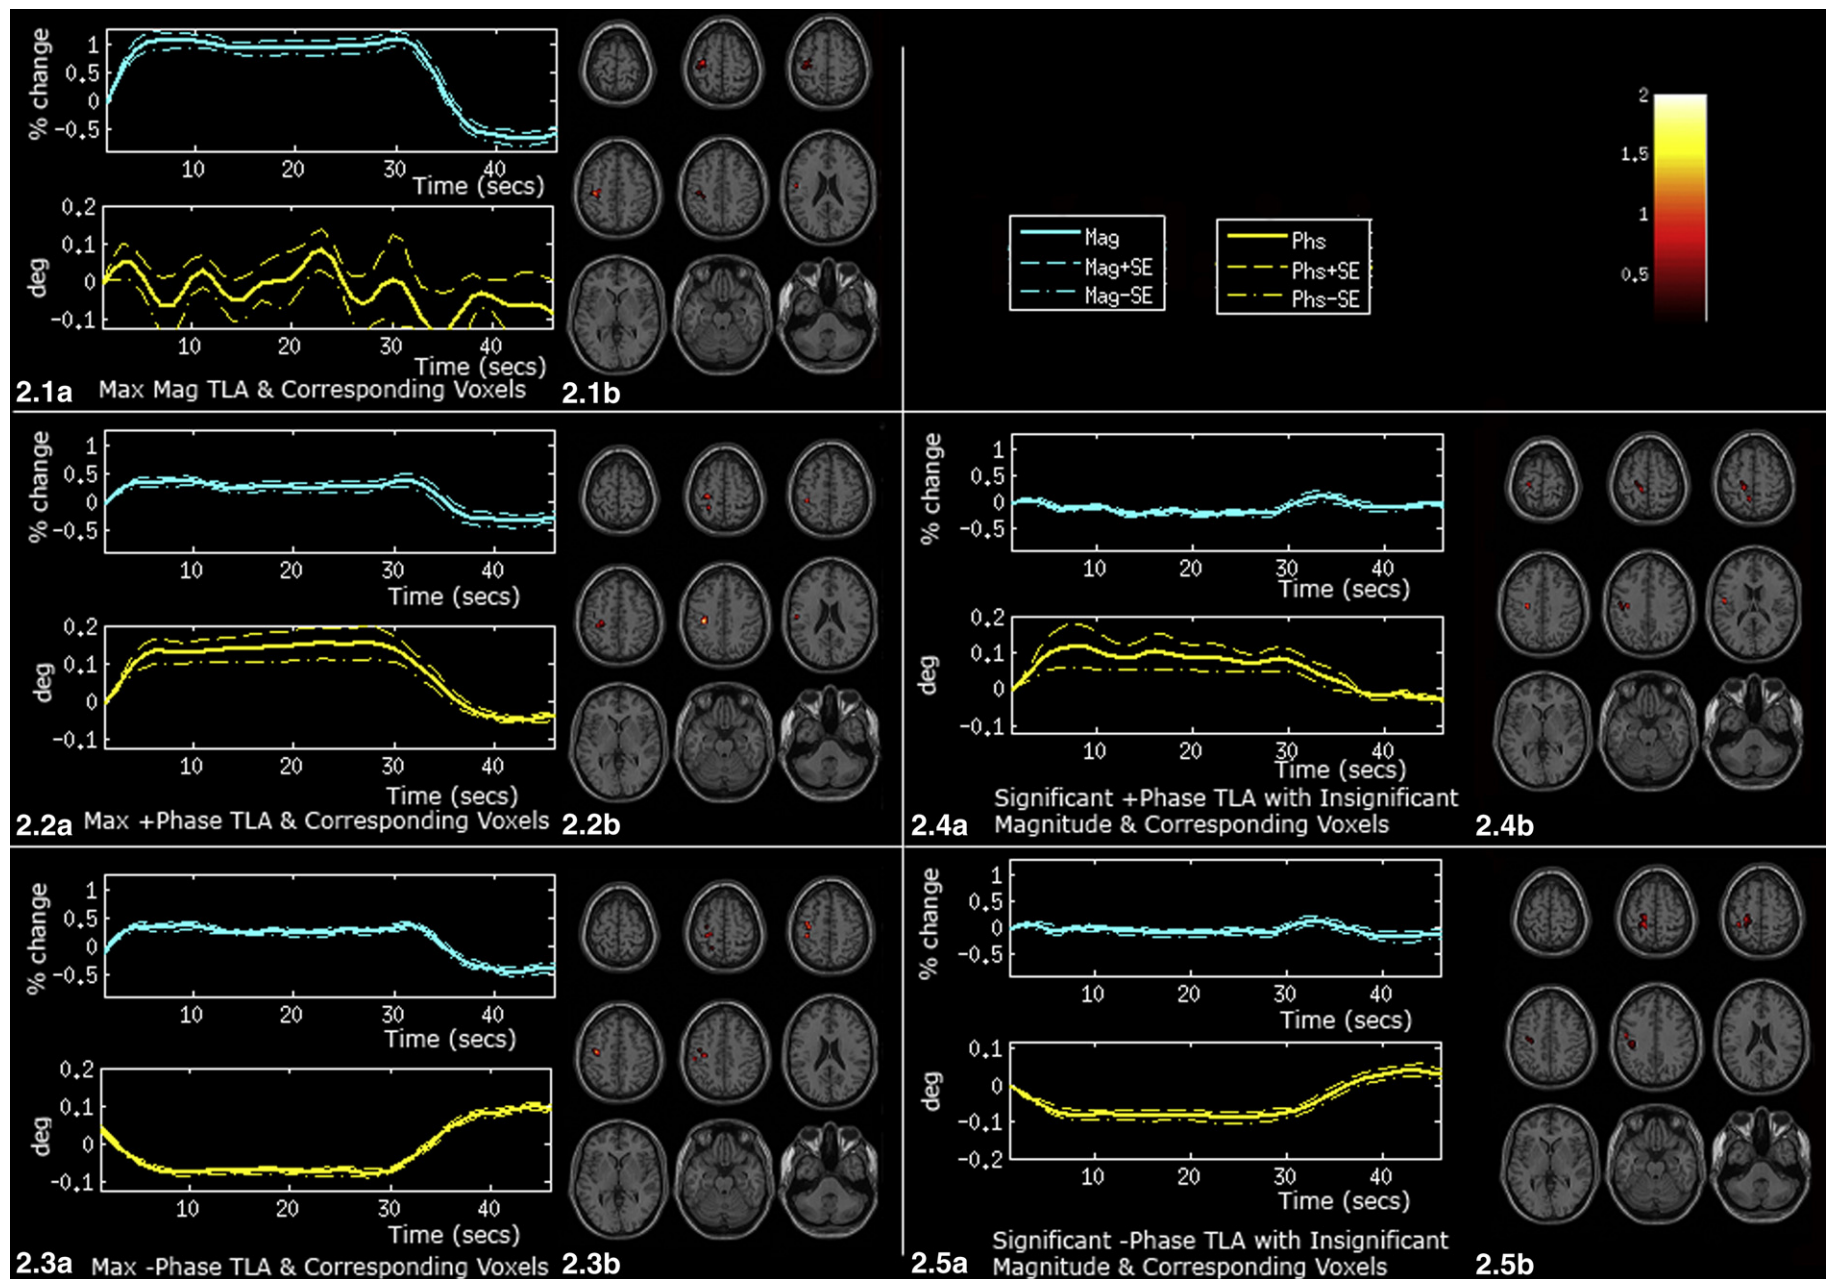 1
0.5
0
-0.5
% change
10 20 30 40
Time (secs)
0.2
0.1
0
-0.1
deg
10 20 30 40
Time (secs)
2.1a Max Mag TLA & Corresponding Voxels 2.1b
Mag
Mag+SE
Mag-SE
Phs
Phs+SE
Phs-SE
2
1.5
1
0.5
1
0.5
0
-0.5
% change
10 20 30 40
Time (secs)
0.2
0.1
0
-0.1
deg
10 20 30 40
Time (secs)
2.2a Max +Phase TLA & Corresponding Voxels 2.2b
1
0.5
0
-0.5
% change
10 20 30 40
Time (secs)
0.2
0.1
0
-0.1
deg
10 20 30 40
Time (secs)
Significant +Phase TLA with Insignificant
2.4a Magnitude & Corresponding Voxels 2.4b
1
0.5
0
-0.5
% change
10 20 30 40
Time (secs)
0.2
0.1
0
-0.1
deg
10 20 30 40
Time (secs)
2.3a Max -Phase TLA & Corresponding Voxels 2.3b
1
0.5
0
-0.5
% change
10 20 30 40
Time (secs)
0.1
0
-0.1
-0.2
deg
10 20 30 40
Time (secs)
Significant -Phase TLA with Insignificant
2.5a Magnitude & Corresponding Voxels 2.5b